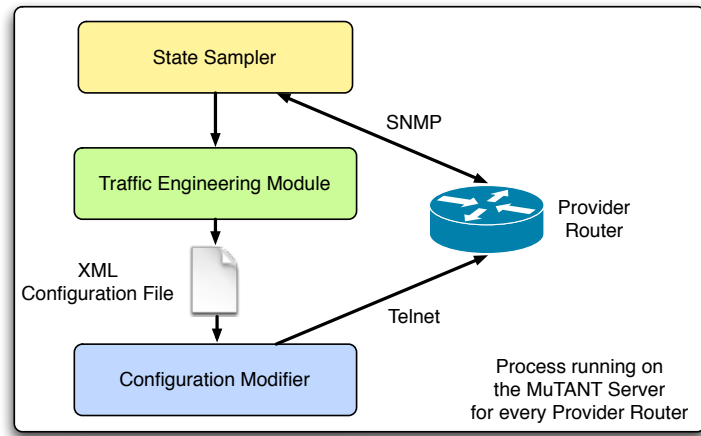 State Sampler
SNMP
Traffic Engineering Module
Provider
Router
XML
Configuration File
Telnet
Configuration Modifier
Process running on
the MuTANT Server
for every Provider Router